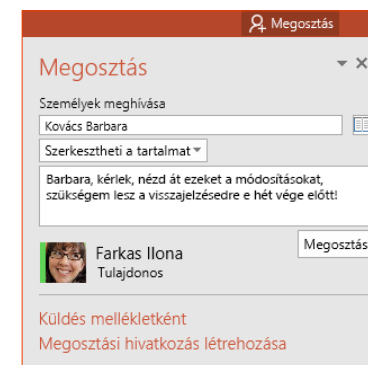 Megosztás
Megosztás
Személyek meghívása
Kovács Barbara
Szerkesztheti a tartalmat
Barbara, kérlek, nézd át ezeket a módosításokat,
szükségem lesz a visszajelzésedre e hét vége előtt!
Megosztás
Farkas Ilona
Tulajdonos
Küldés mellékletként
Megosztási hivatkozás létrehozása